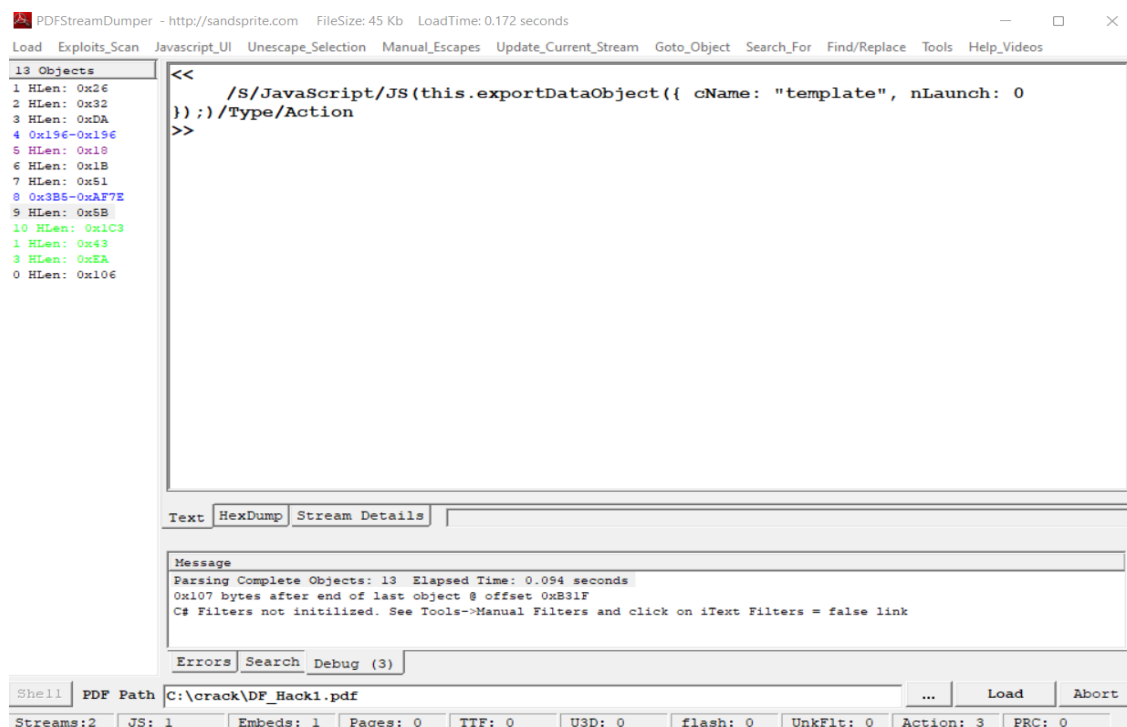 PDFStreamDumper - http://sandsprite.com FileSize: 45 Kb LoadTime: 0.172 seconds
Load Exploits_Scan Javascript_UI Unescape_Selection Manual_Escapes Update_Current_Stream Goto_Object Search_For Find/Replace Tools Help_Videos
13 Objects
1 HLen: 0x26
2 HLen: 0x32
3 HLen: 0xDA
4 0x196-0x196
5 HLen: 0x18
6 HLen: 0x1B
7 HLen: 0x51
8 0x3B5-0xAF7E
9 HLen: 0x5B
10 HLen: 0x1C3
1 HLen: 0x43
3 HLen: 0xEA
0 HLen: 0x106
<<
/S/JavaScript/JS(this.exportDataObject({ cName: "template", nLaunch: 0
});)/Type/Action
>>
Text HexDump Stream Details
Message
Parsing Complete Objects: 13 Elapsed Time: 0.094 seconds
0x107 bytes after end of last object @ offset 0xB31F
C# Filters not initilized. See Tools->Manual Filters and click on iText Filters = false link
Errors Search Debug (3)
Shell PDF Path C:\crack\DF_Hack1.pdf ... Load Abort
Streams:2 JS: 1 Embeds: 1 Pages: 0 TTF: 0 U3D: 0 flash: 0 UnkFlt: 0 Action: 3 PRC: 0